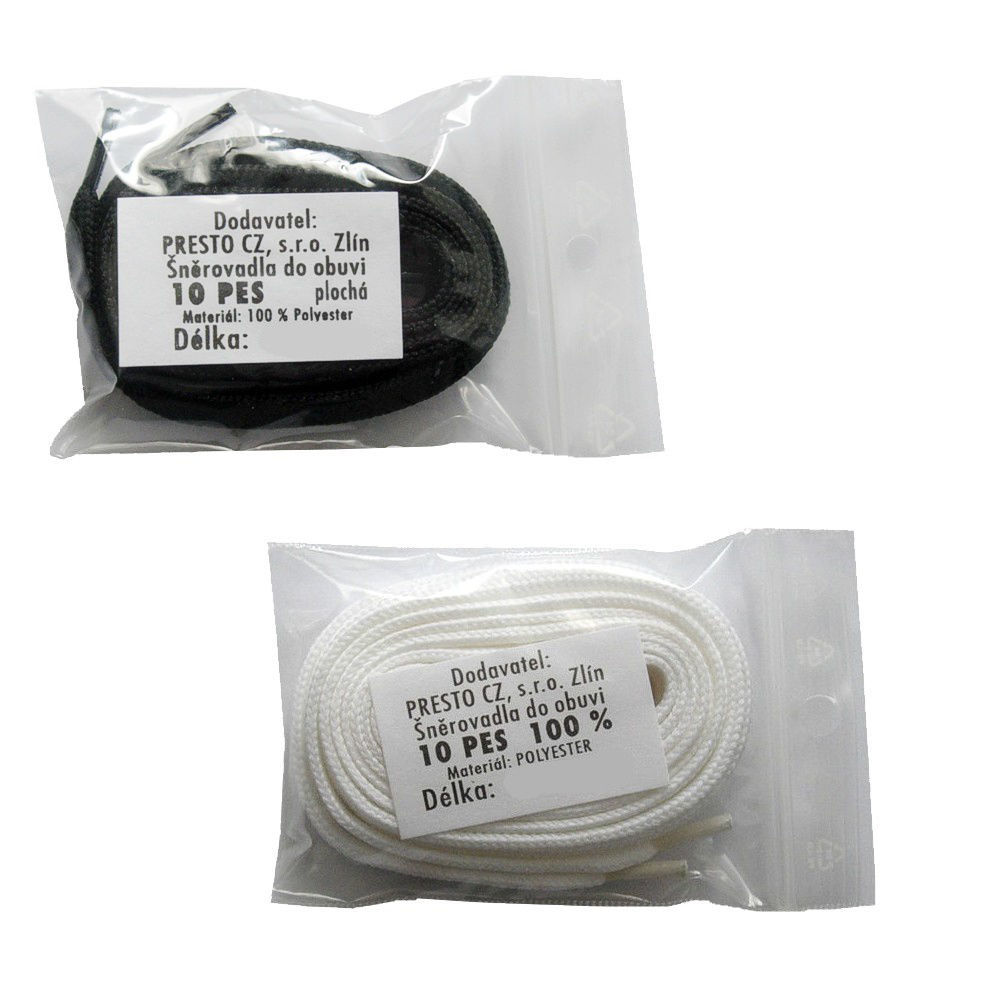 Dodavatel:
PRESTO CZ, s.r.o. Zlín
Šněrovadla do obuvi
10 PES plochá
Materiál: 100 % Polyester
Délka:
Dodavatel:
PRESTO CZ, s.r.o. Zlín
Šněrovadla do obuvi
10 PES 100 %
Materiál: POLYESTER
Délka: